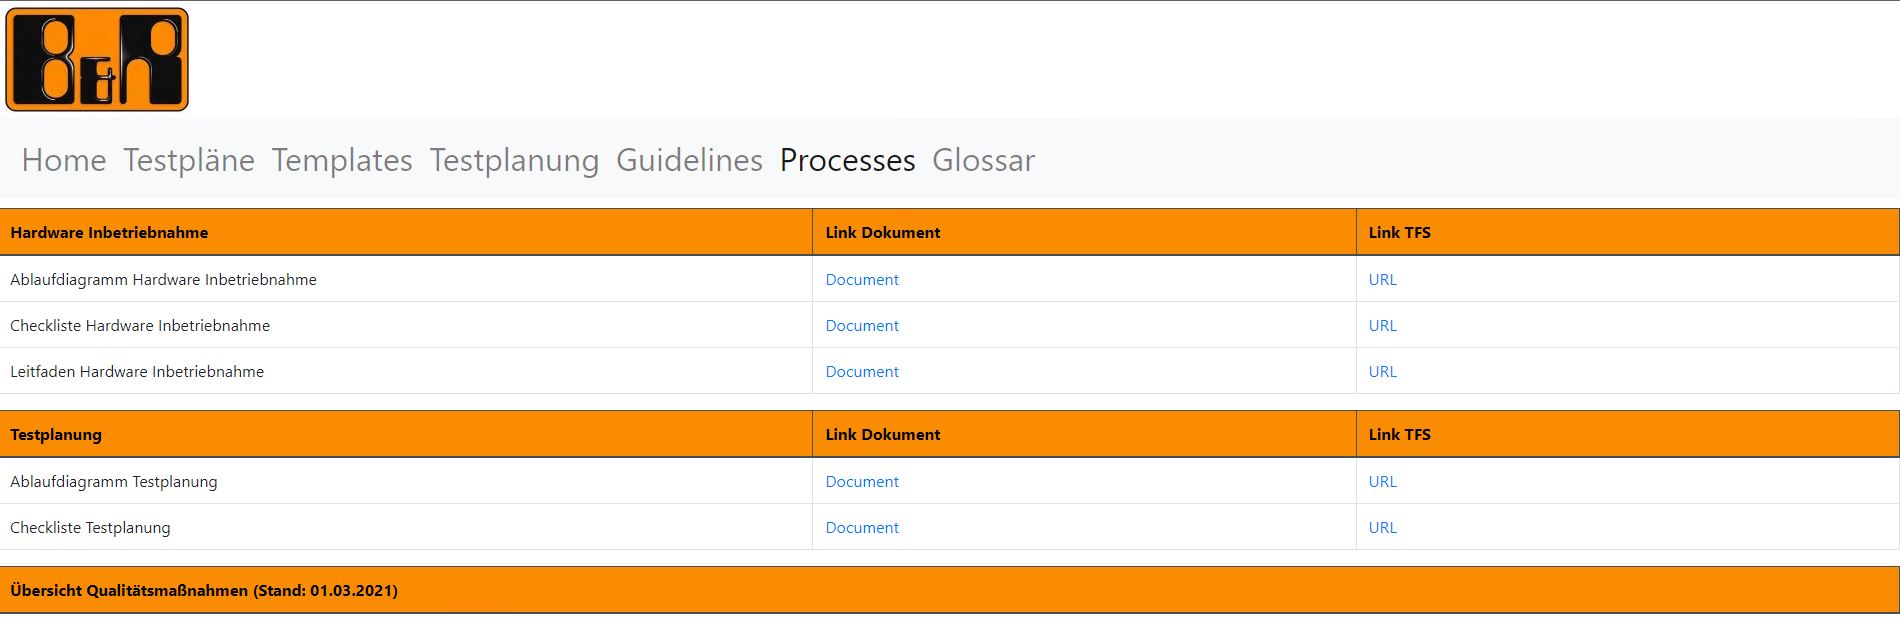 B&R
Home Testpläne Templates Testplanung Guidelines Processes Glossar
Hardware Inbetriebnahme Link Dokument Link TFS
Ablaufdiagramm Hardware Inbetriebnahme Document URL
Checkliste Hardware Inbetriebnahme Document URL
Leitfaden Hardware Inbetriebnahme Document URL
Testplanung Link Dokument Link TFS
Ablaufdiagramm Testplanung Document URL
Checkliste Testplanung Document URL
Übersicht Qualitätsmaßnahmen (Stand: 01.03.2021)